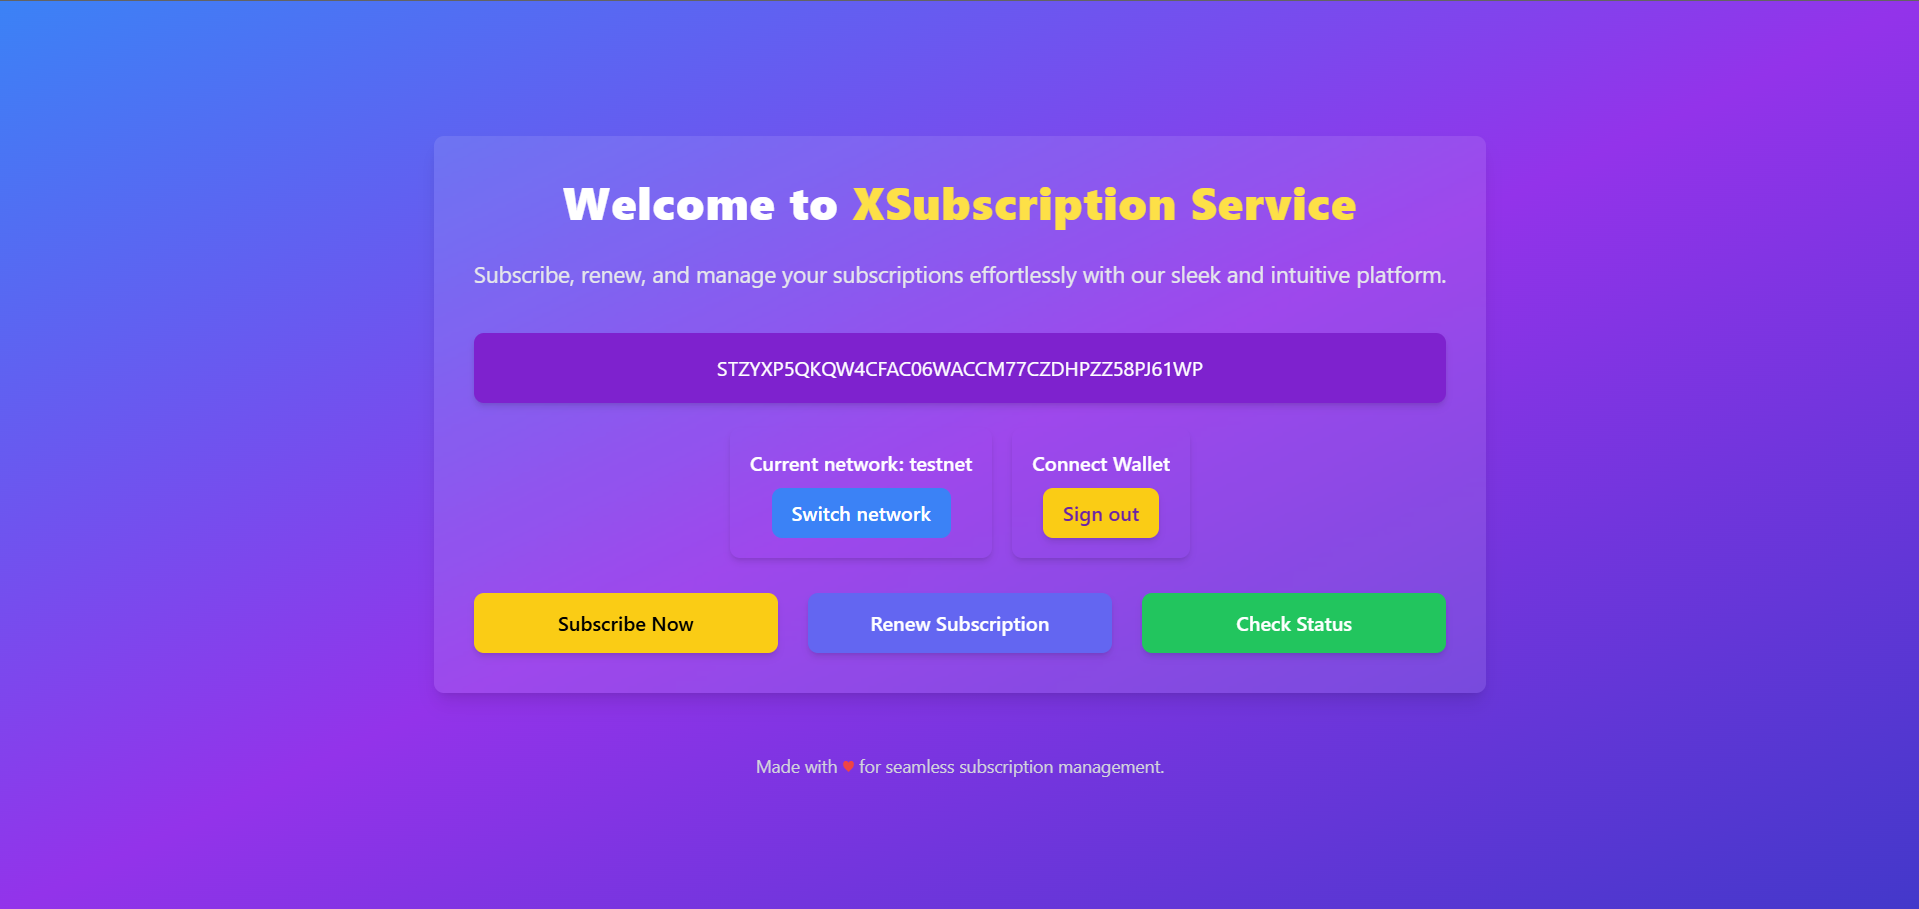 Welcome to XSubscription Service
Subscribe, renew, and manage your subscriptions effortlessly with our sleek and intuitive platform.
STZYXP5QKQW4CFAC06WACCM77CZDHPZZ58PJ61WP
Current network: testnet
Switch network
Connect Wallet
Sign out
Subscribe Now
Renew Subscription
Check Status
Made with ♥ for seamless subscription management.